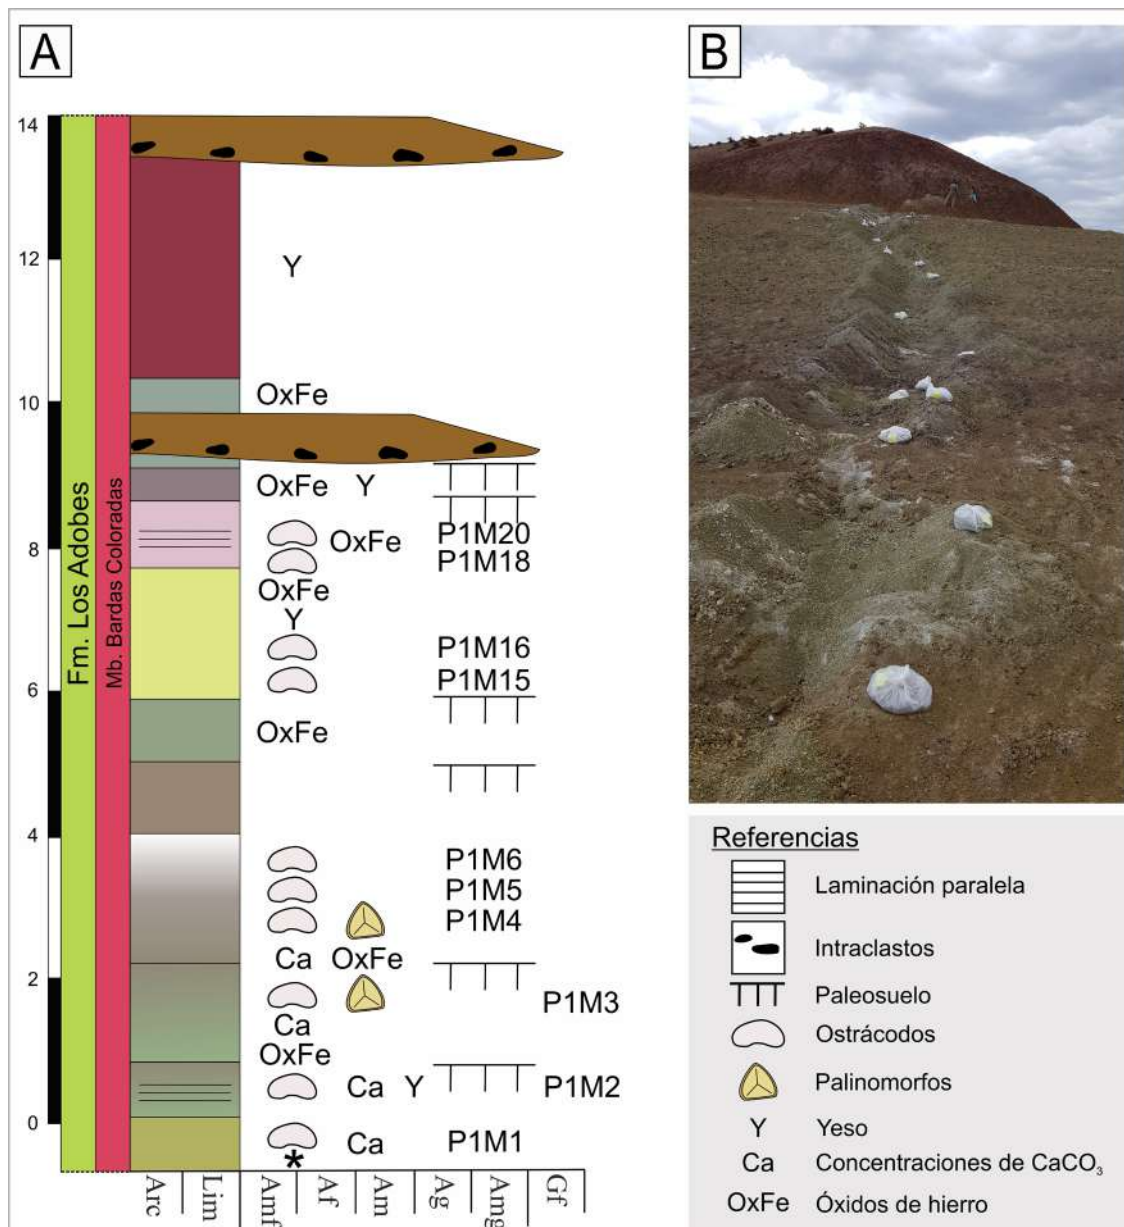 A
B
14
12
Y
OxFe
10
OxFe Y
P1M20
OxFe
8
P1M18
OxFe
Y
P1M16
P1M15
6
OxFe
4
P1M6
P1M5
P1M4
Ca OxFe
2
P1M3
Ca
OxFe
Ca Y P1M2
0
Ca P1M1
*
Arc Lim Amf Af Am Ag Amg Gf
Fm. Los Adobes
Mb. Bardas Coloradas
Referencias
Laminación paralela
Intraclastos
Paleosuelo
Ostrácodos
Palinomorfos
Y Yeso
Ca Concentraciones de CaCO₃
OxFe Óxidos de hierro